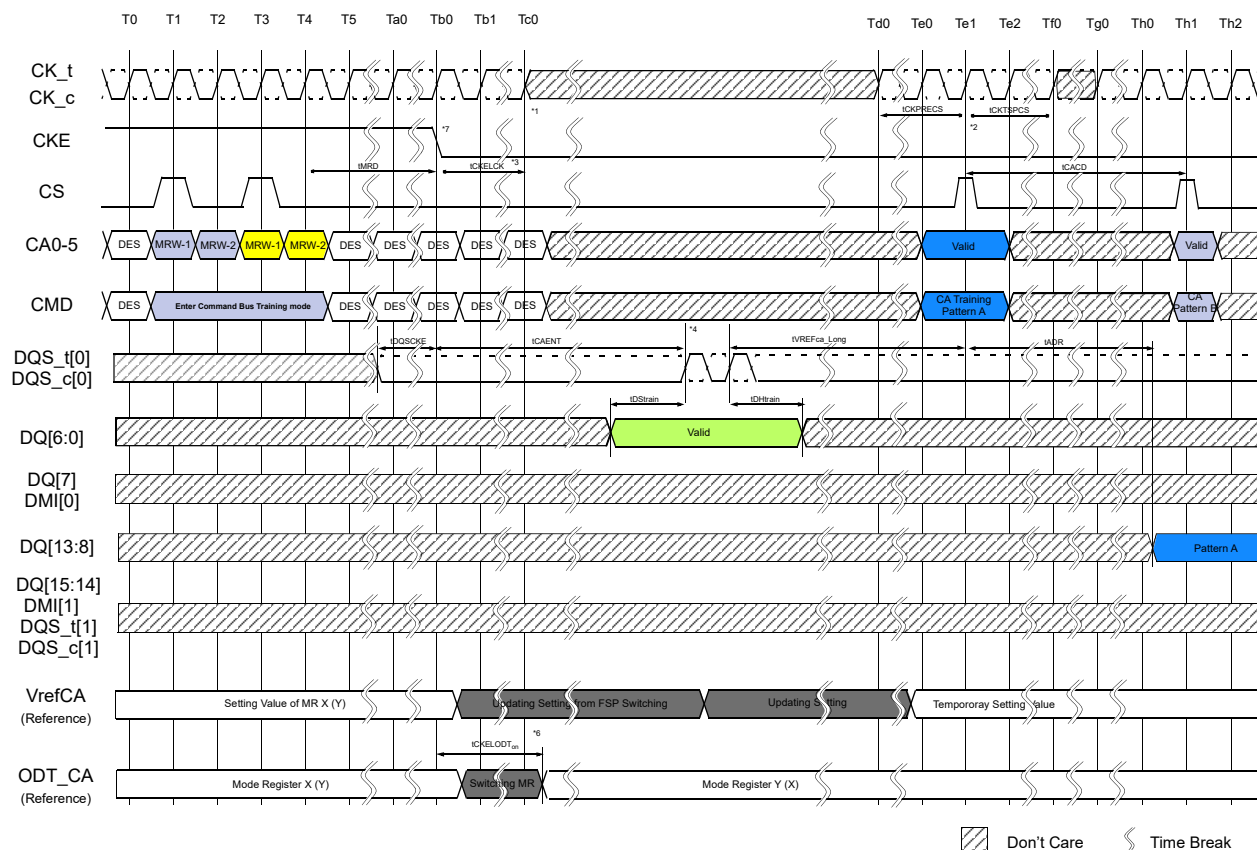 T0 T1 T2 T3 T4 T5 Ta0 Tb0 Tb1 Tc0 Td0 Te0 Te1 Te2 Tf0 Tg0 Th0 Th1 Th2
CK_t
CK_c
*1
tCKPRECS
tCKTSPCS
*2
CKE
*7
tMRD
tCKELCK
*3
tCACD
CS
CA0-5
DES MRW-1 MRW-2 MRW-1 MRW-2 DES DES DES DES DES Valid Valid
CMD
DES Enter Command Bus Training mode DES DES DES DES DES
CA Training
Pattern A
CA
Pattern B
DQS_t[0]
DQS_c[0]
tDQSCKE
tCAENT
*4
tVREFca_Long
tADR
tDStrain
tDHtrain
DQ[6:0]
Valid
DQ[7]
DMI[0]
DQ[13:8]
Pattern A
DQ[15:14]
DMI[1]
DQS_t[1]
DQS_c[1]
VrefCA
(Reference)
Setting Value of MR X (Y)
Updating Setting from FSP Switching
Updating Setting
Tempororay Setting Value
tCKELODTon
*6
ODT_CA
(Reference)
Mode Register X (Y)
Switching MR
Mode Register Y (X)
Don't Care
Time Break